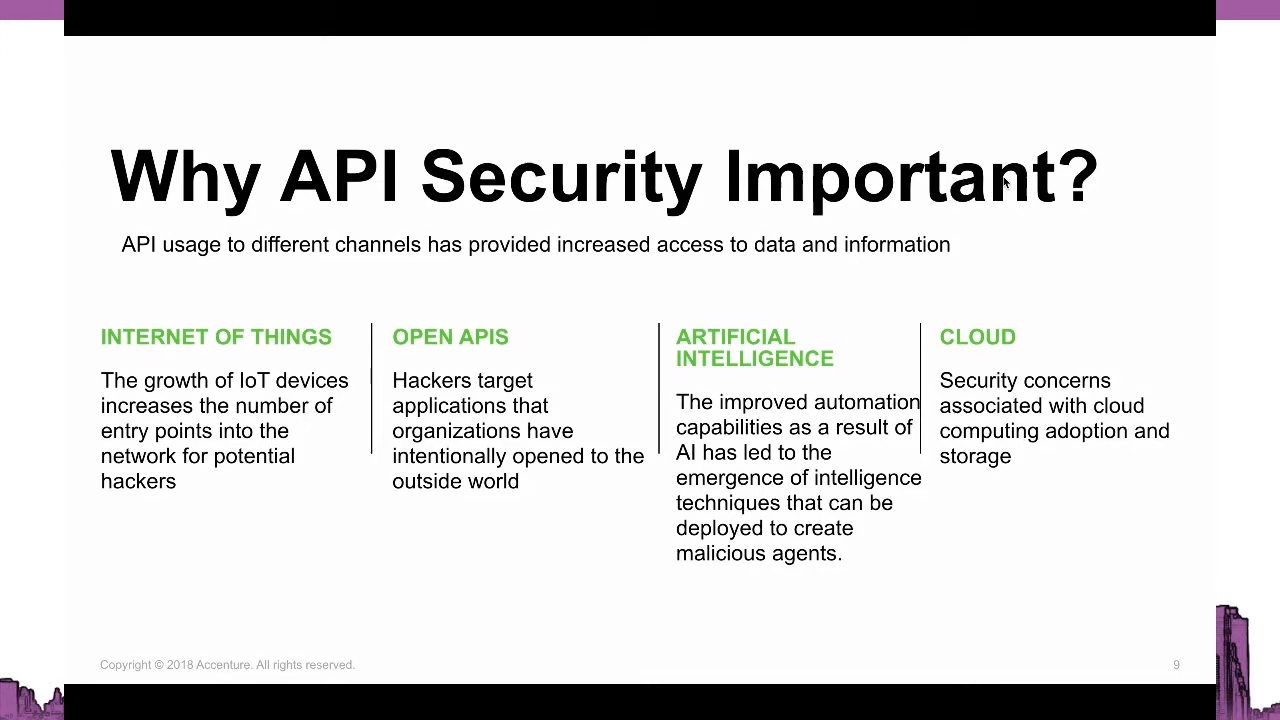 Why API Security Important?
API usage to different channels has provided increased access to data and information
INTERNET OF THINGS
The growth of IoT devices
increases the number of
entry points into the
network for potential
hackers
OPEN APIS
Hackers target
applications that
organizations have
intentionally opened to the
outside world
ARTIFICIAL
INTELLIGENCE
The improved automation
capabilities as a result of
AI has led to the
emergence of intelligence
techniques that can be
deployed to create
malicious agents.
CLOUD
Security concerns
associated with cloud
computing adoption and
storage
Copyright © 2018 Accenture. All rights reserved.
9